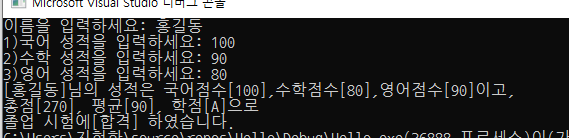 Microsoft Visual Studio 디버그 콘솔
이름을 입력하세요: 홍길동
1)국어 성적을 입력하세요: 100
2)수학 성적을 입력하세요: 90
3)영어 성적을 입력하세요: 80
[홍길동]님의 성적은 국어점수[100],수학점수[80],영어점수[90]이고,
총점[270], 평균[90], 학점[A]으로
졸업 시험에[합격] 하였습니다.